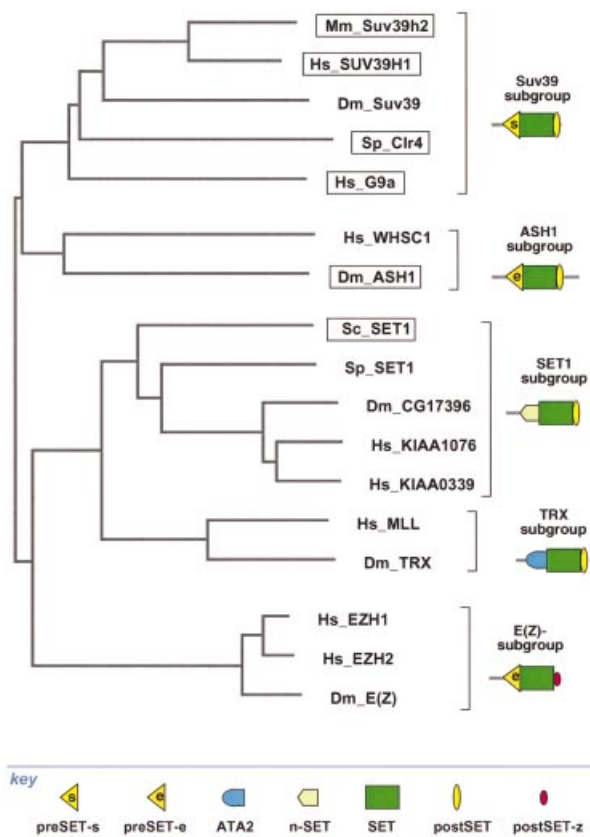 Mm_Suv39h2
Hs_SUV39H1
Dm_Suv39
Sp_Clr4
Hs_G9a
Suv39
subgroup
s
Hs_WHSC1
Dm_ASH1
ASH1
subgroup
e
Sc_SET1
Sp_SET1
Dm_CG17396
Hs_KIAA1076
Hs_KIAA0339
SET1
subgroup
Hs_MLL
Dm_TRX
TRX
subgroup
Hs_EZH1
Hs_EZH2
Dm_E(Z)
E(Z)-
subgroup
e
key
s
e
preSET-s preSET-e ATA2 n-SET SET postSET postSET-z